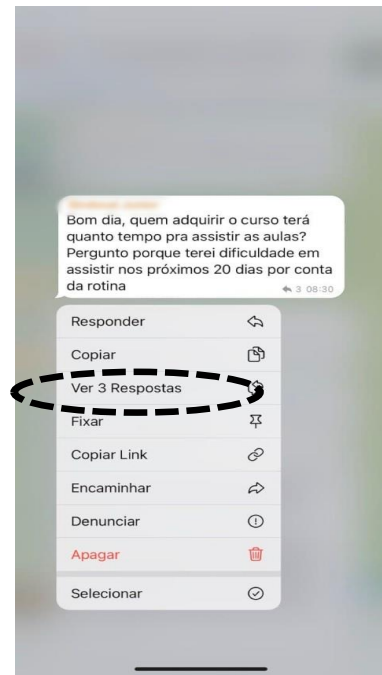 Bom dia, quem adquirir o curso terá
quanto tempo pra assistir as aulas?
Pergunto porque terei dificuldade em
assistir nos próximos 20 dias por conta
da rotina
3 08:30
Responder
Copiar
Ver 3 Respostas
Fixar
Copiar Link
Encaminhar
Denunciar
Apagar
Selecionar